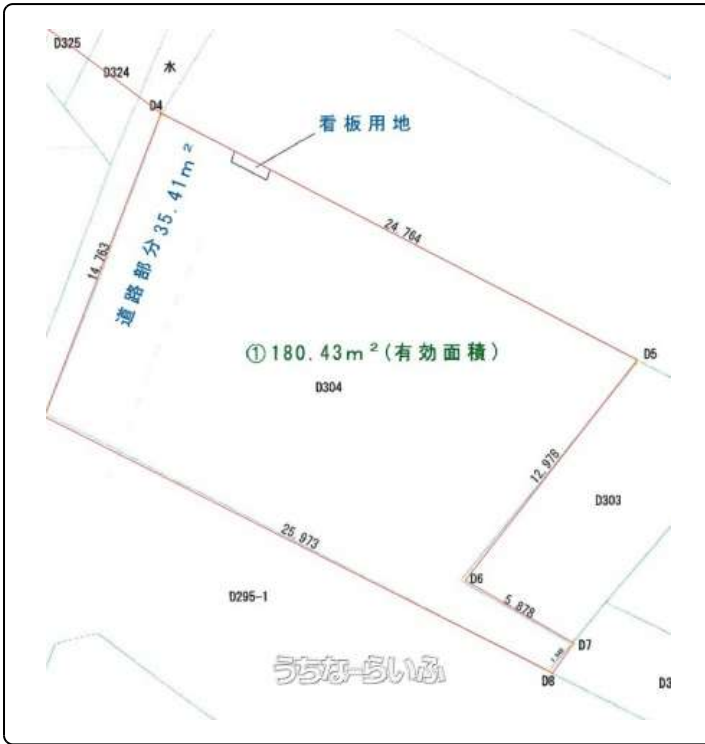 D325
D324
水
D4
看板用地
道路部分35.41m²
24.764
14.763
①180.43m²(有効面積)
D5
D304
12.978
D303
25.973
D6
5.878
D295-1
D7
うちなーらいふ
D8
D3